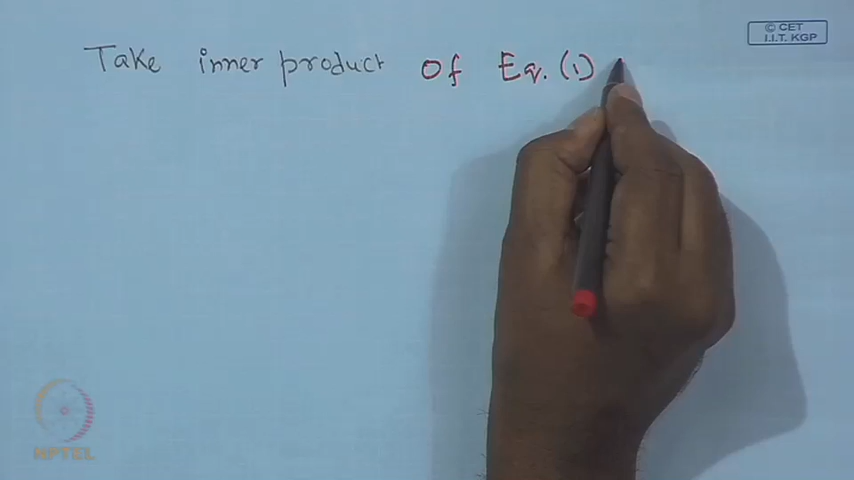 © CET
I.I.T. KGP
Take inner product of Eq. (1)
NPTEL